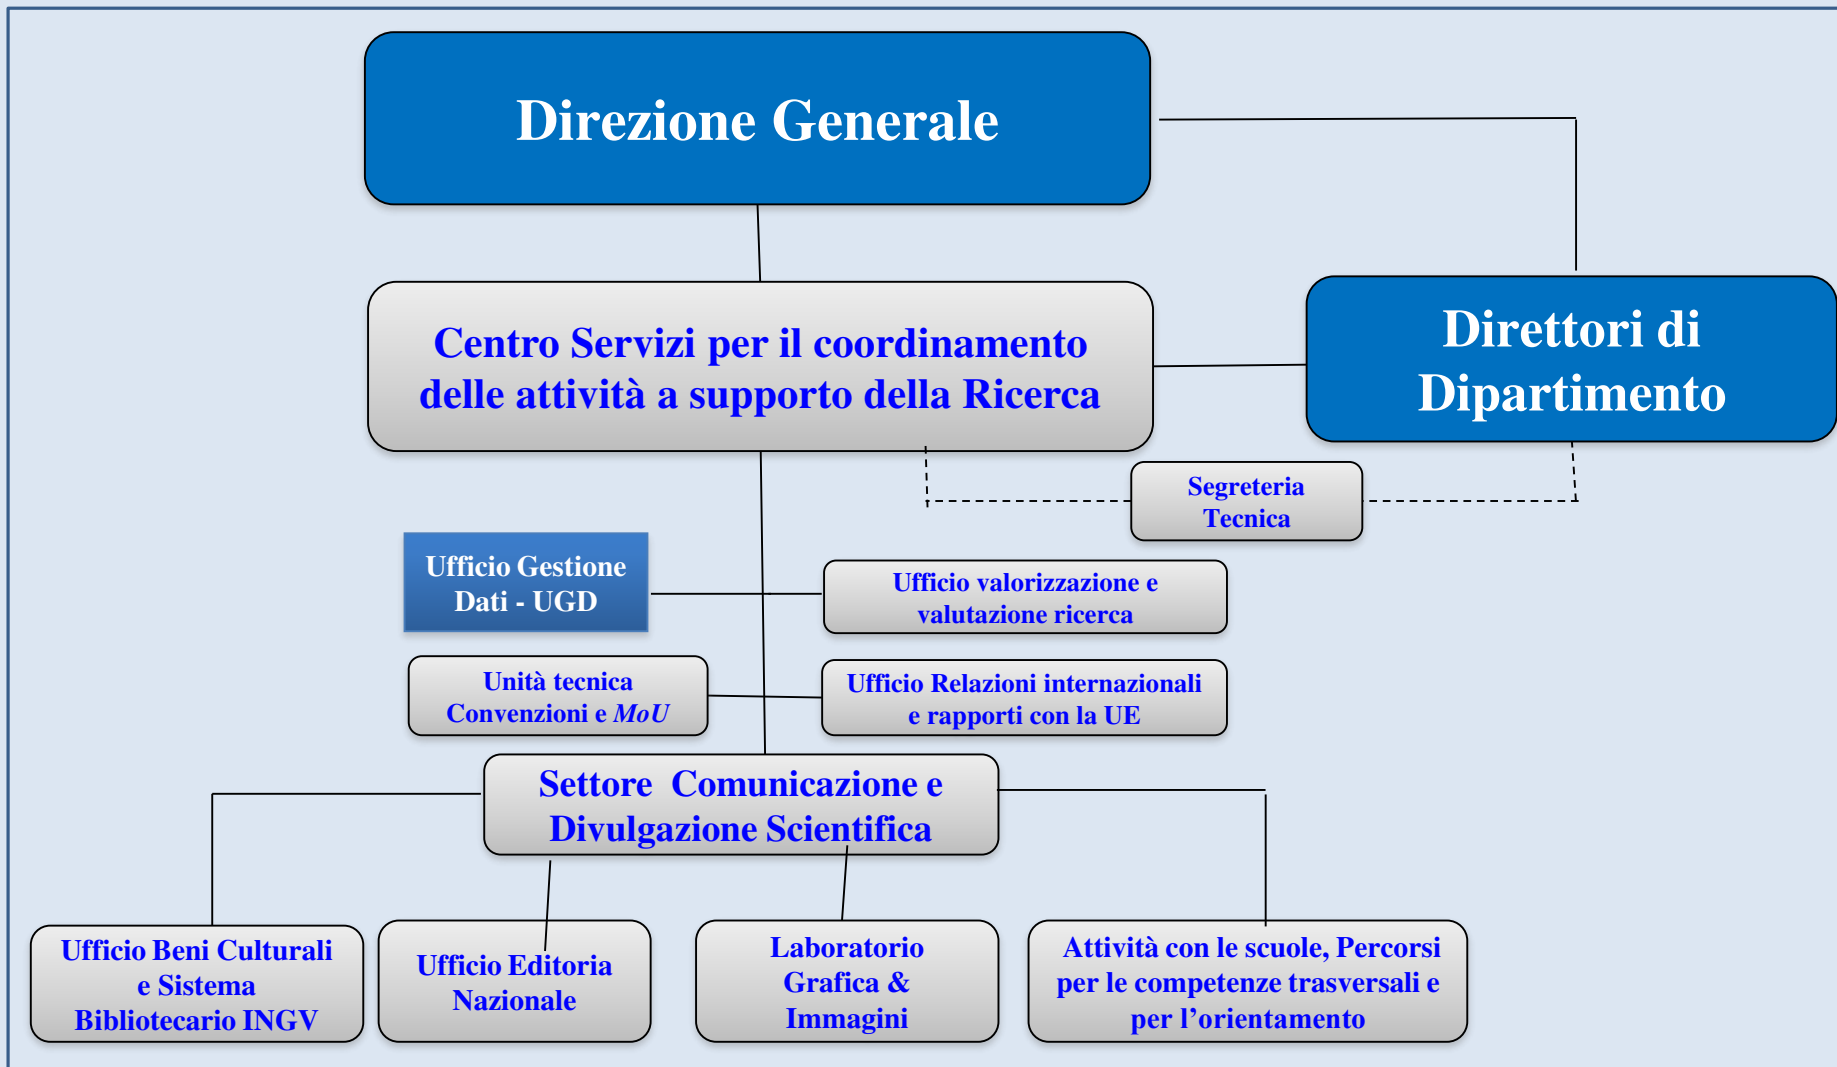 Direzione Generale
Centro Servizi per il coordinamento
delle attività a supporto della Ricerca
Direttori di
Dipartimento
Segreteria
Tecnica
Ufficio Gestione
Dati - UGD
Ufficio valorizzazione e
valutazione ricerca
Unità tecnica
Convenzioni e MoU
Ufficio Relazioni internazionali
e rapporti con la UE
Settore Comunicazione e
Divulgazione Scientifica
Ufficio Beni Culturali
e Sistema
Bibliotecario INGV
Ufficio Editoria
Nazionale
Laboratorio
Grafica &
Immagini
Attività con le scuole, Percorsi
per le competenze trasversali e
per l’orientamento